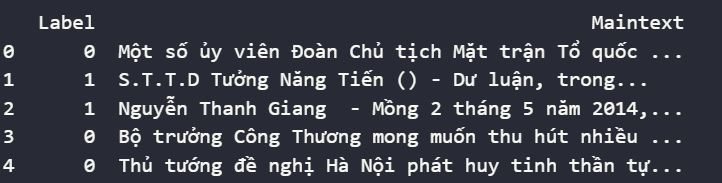 Label Maintext
0 0 Một số ủy viên Đoàn Chủ tịch Mặt trận Tổ quốc ...
1 1 S.T.T.D Tưởng Năng Tiến () - Dư luận, trong...
2 1 Nguyễn Thanh Giang - Mồng 2 tháng 5 năm 2014,...
3 0 Bộ trưởng Công Thương mong muốn thu hút nhiều ...
4 0 Thủ tướng đề nghị Hà Nội phát huy tinh thần tự...